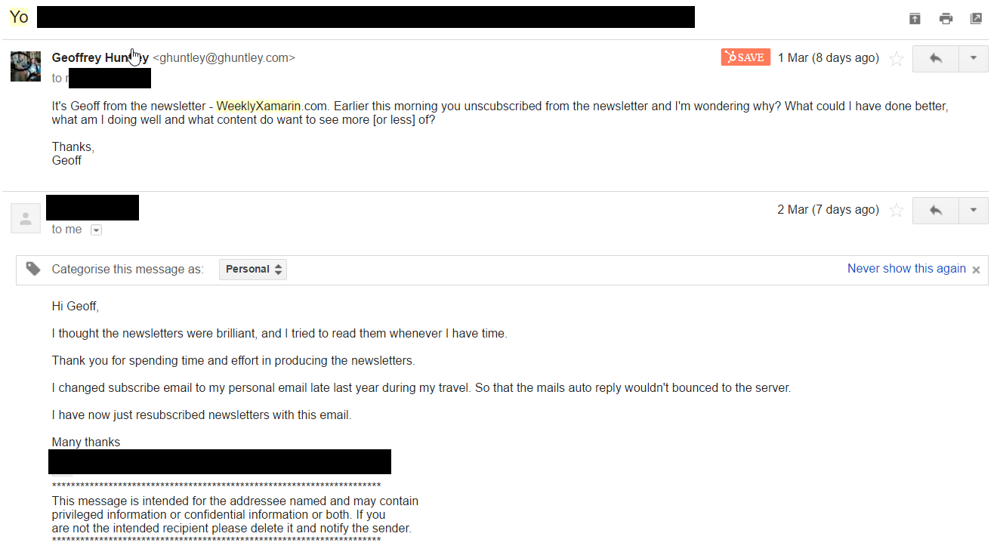 Yo
Geoffrey Huntley <ghuntley@ghuntley.com>
SAVE
1 Mar (8 days ago)
to
It's Geoff from the newsletter - WeeklyXamarin.com. Earlier this morning you unscubscribed from the newsletter and I'm wondering why? What could I have done better,
what am I doing well and what content do want to see more [or less] of?
Thanks,
Geoff
2 Mar (7 days ago)
to me
Categorise this message as:
Personal
Never show this again
Hi Geoff,
I thought the newsletters were brilliant, and I tried to read them whenever I have time.
Thank you for spending time and effort in producing the newsletters.
I changed subscribe email to my personal email late last year during my travel. So that the mails auto reply wouldn't bounced to the server.
I have now just resubscribed newsletters with this email.
Many thanks
**********************************************************************
This message is intended for the addressee named and may contain
privileged information or confidential information or both. If you
are not the intended recipient please delete it and notify the sender.
**********************************************************************